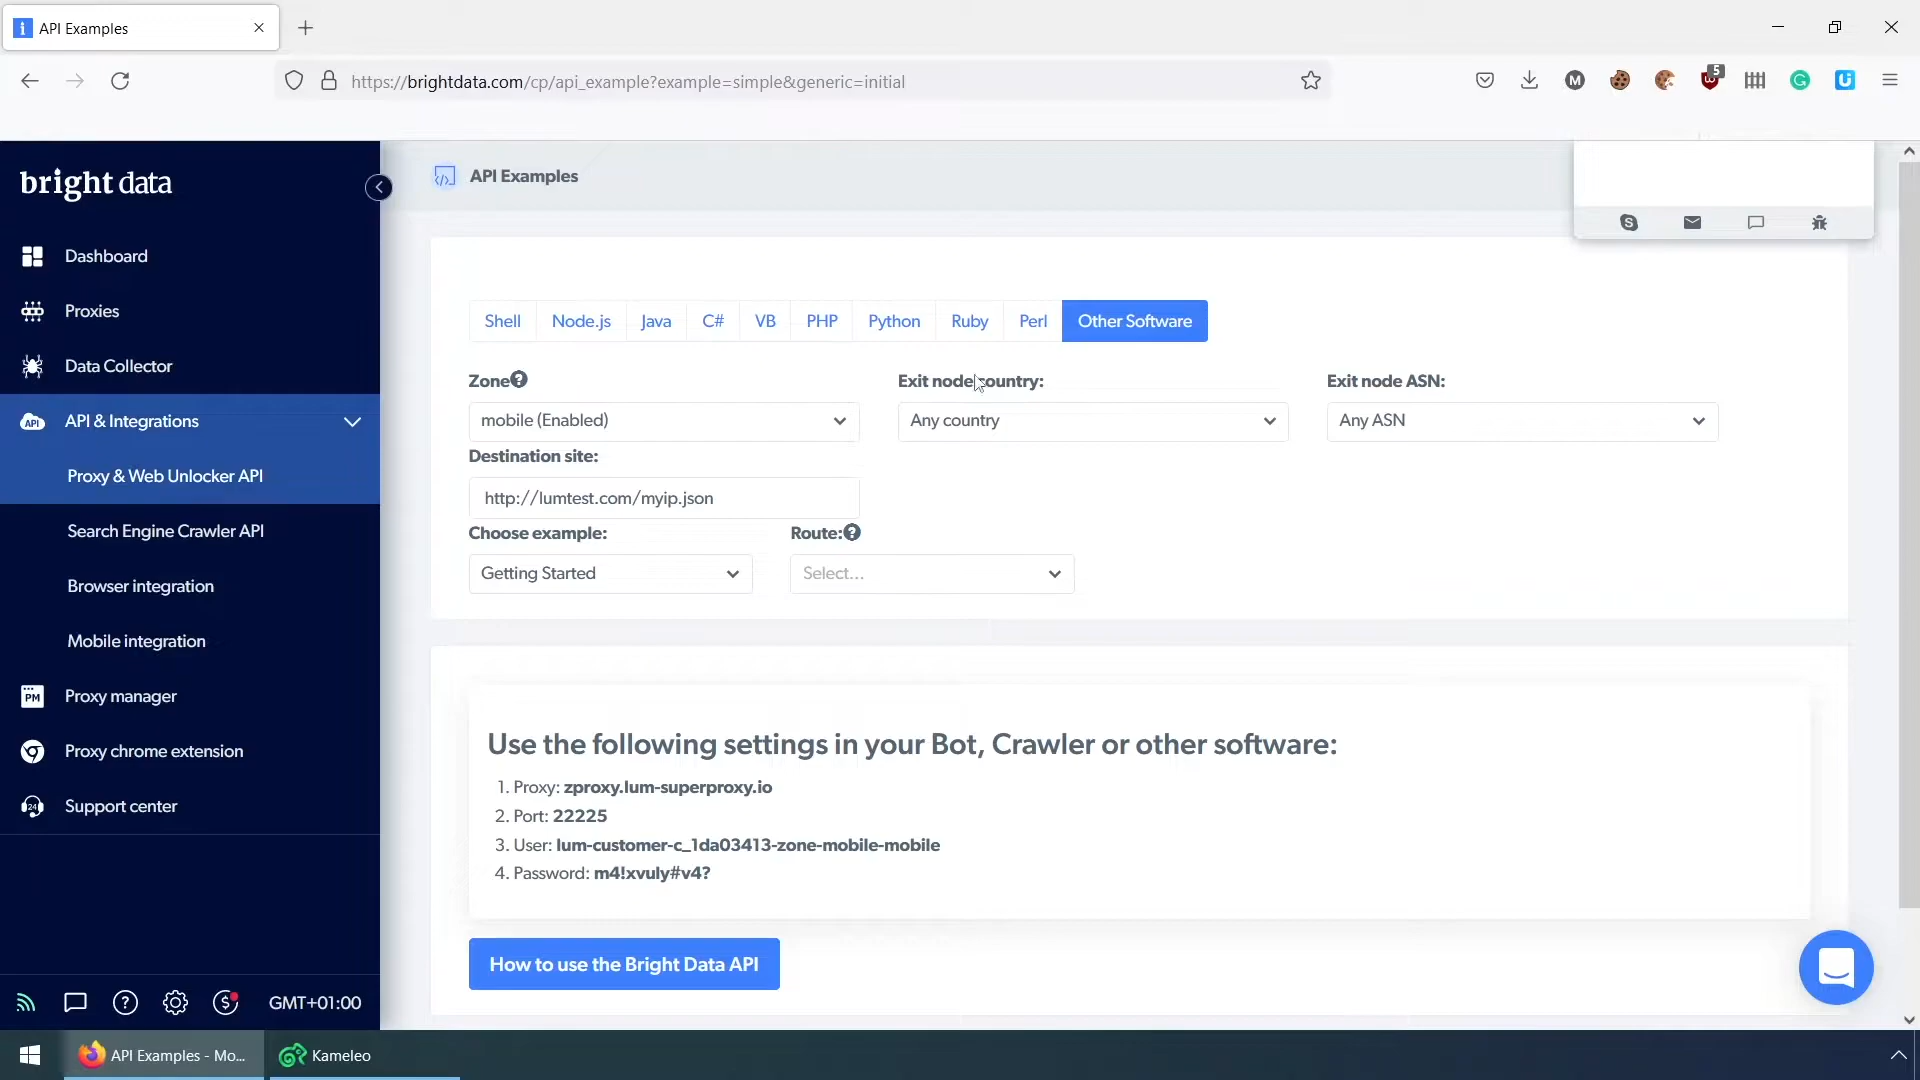 API Examples
https://brightdata.com/cp/api_example?example=simple&generic=initial
M
5
bright data
API Examples
Dashboard
Proxies
Data Collector
API API & Integrations
Proxy & Web Unlocker API
Search Engine Crawler API
Browser integration
Mobile integration
PM Proxy manager
Proxy chrome extension
24 Support center
GMT+01:00
Shell Node.js Java C# VB PHP Python Ruby Perl Other Software
Zone Exit node country: Exit node ASN:
mobile (Enabled) Any country Any ASN
Destination site:
http://lumtest.com/myip.json
Choose example: Route:
Getting Started Select...
Use the following settings in your Bot, Crawler or other software:
1. Proxy: zproxy.lum-superproxy.io
2. Port: 22225
3. User: lum-customer-c_1da03413-zone-mobile-mobile
4. Password: m4!xvuly#v4?
How to use the Bright Data API
API Examples - Mo...
Kameleo